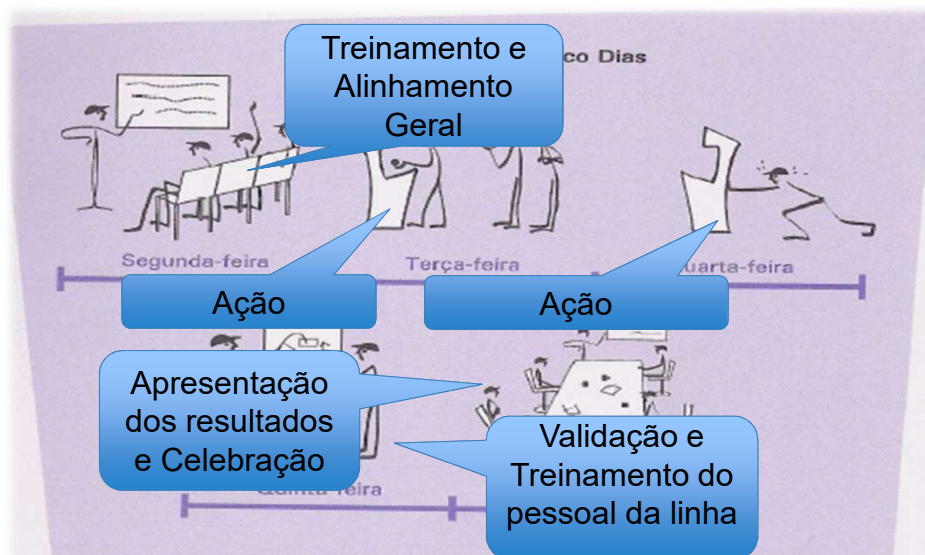 Treinamento e
Alinhamento
Geral
co Dias
Segunda-feira
Terça-feira
uarta-feira
Ação
Ação
Apresentação
dos resultados
e Celebração
Validação e
Treinamento do
pessoal da linha
Quinta-feira